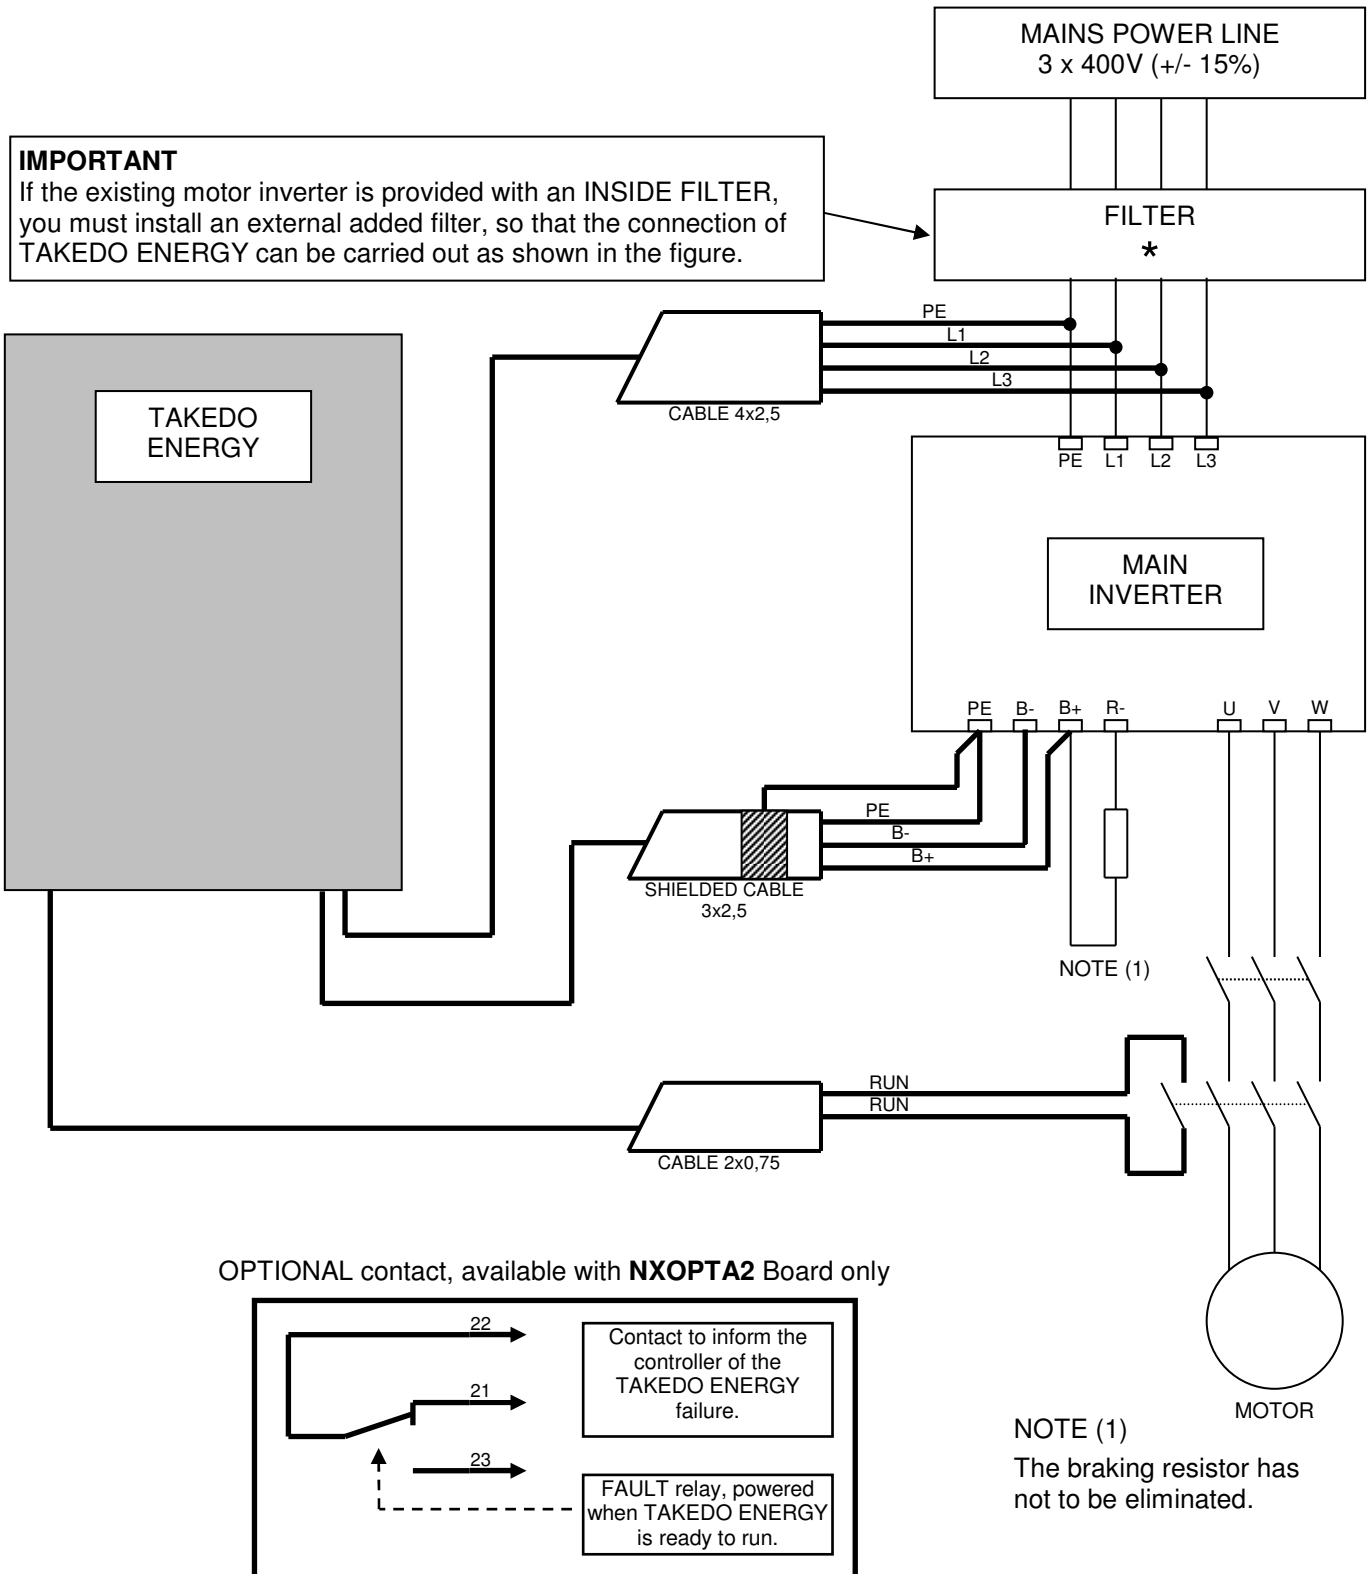 MAINS POWER LINE
3 x 400V (+/- 15%)
IMPORTANT
If the existing motor inverter is provided with an INSIDE FILTER,
you must install an external added filter, so that the connection of
TAKEDO ENERGY can be carried out as shown in the figure.
FILTER
*
PE
L1
L2
L3
CABLE 4x2,5
TAKEDO
ENERGY
PE L1 L2 L3
MAIN
INVERTER
PE B- B+ R- U V W
PE
B-
B+
SHIELDED CABLE
3x2,5
NOTE (1)
RUN
RUN
CABLE 2x0,75
OPTIONAL contact, available with NXOPTA2 Board only
22
21
23
Contact to inform the
controller of the
TAKEDO ENERGY
failure.
FAULT relay, powered
when TAKEDO ENERGY
is ready to run.
MOTOR
NOTE (1)
The braking resistor has
not to be eliminated.